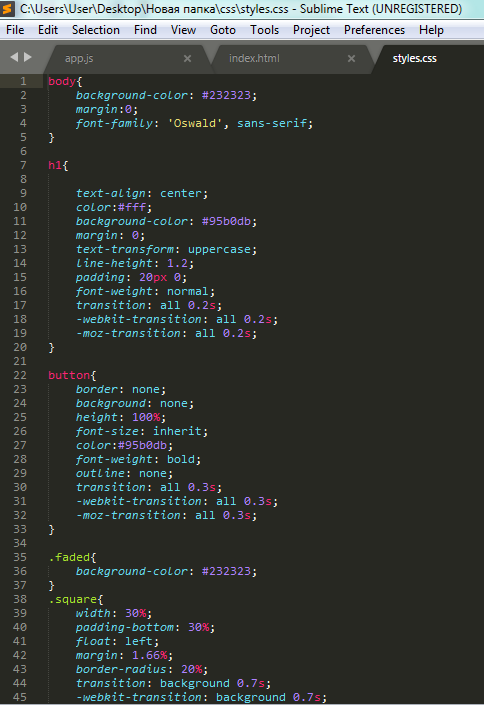 C:\Users\User\Desktop\Новая папка\css\styles.css - Sublime Text (UNREGISTERED)
File Edit Selection Find View Goto Tools Project Preferences Help
app.js × index.html × styles.css
1 body{
2 background-color: #232323;
3 margin:0;
4 font-family: 'Oswald', sans-serif;
5 }
6
7 h1{
8
9 text-align: center;
10 color:#fff;
11 background-color: #95b0db;
12 margin: 0;
13 text-transform: uppercase;
14 line-height: 1.2;
15 padding: 20px 0;
16 font-weight: normal;
17 transition: all 0.2s;
18 -webkit-transition: all 0.2s;
19 -moz-transition: all 0.2s;
20 }
21
22 button{
23 border: none;
24 background: none;
25 height: 100%;
26 font-size: inherit;
27 color:#95b0db;
28 font-weight: bold;
29 outline: none;
30 transition: all 0.3s;
31 -webkit-transition: all 0.3s;
32 -moz-transition: all 0.3s;
33 }
34
35 .faded{
36 background-color: #232323;
37 }
38 .square{
39 width: 30%;
40 padding-bottom: 30%;
41 float: left;
42 margin: 1.66%;
43 border-radius: 20%;
44 transition: background 0.7s;
45 -webkit-transition: background 0.7s;